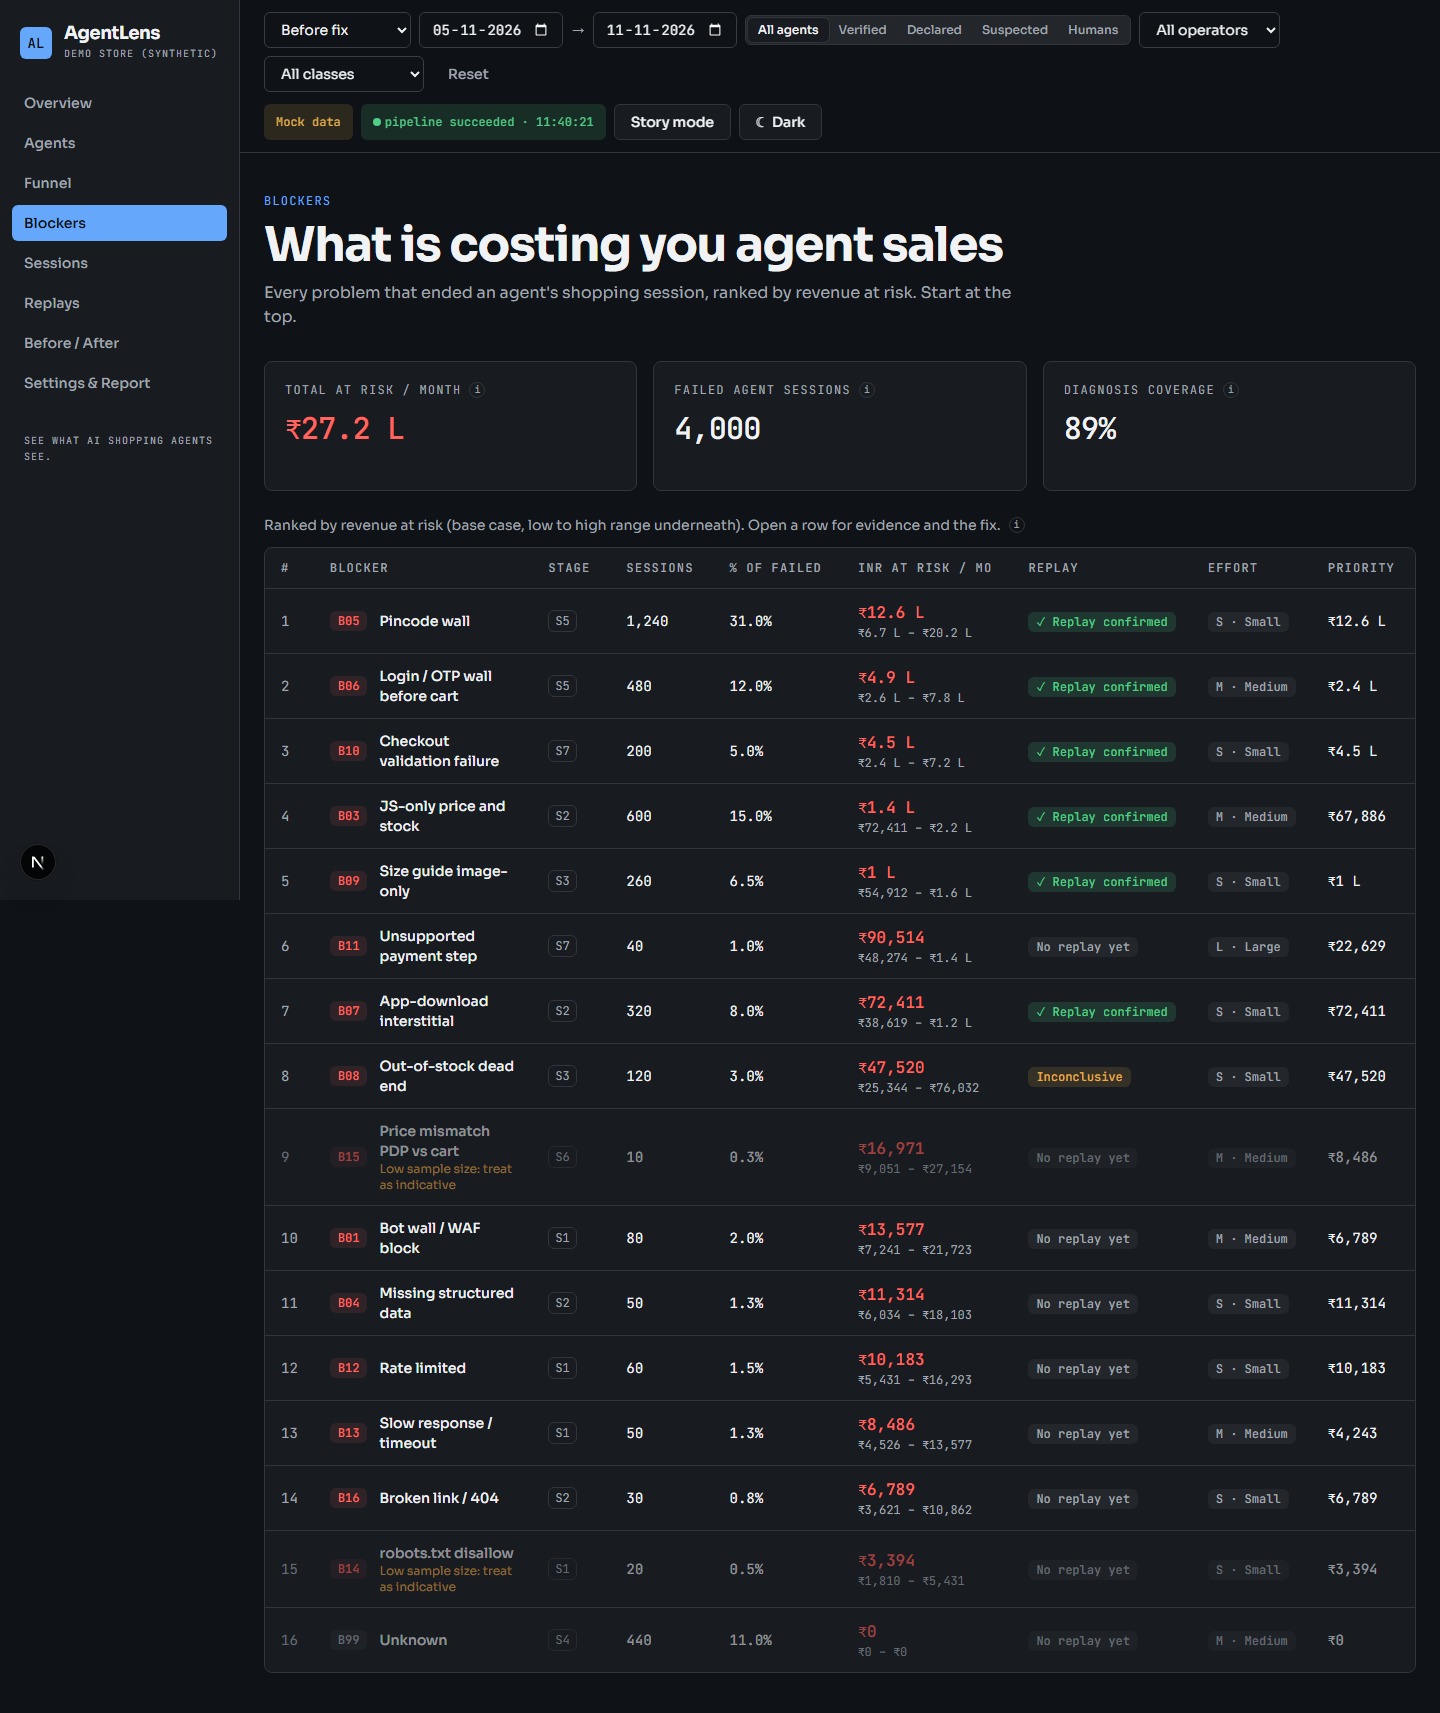 AL
AgentLens
DEMO STORE (SYNTHETIC)
Overview
Agents
Funnel
Blockers
Sessions
Replays
Before / After
Settings & Report
SEE WHAT AI SHOPPING AGENTS
SEE.
N
Before fix
05-11-2026
→
11-11-2026
All agents
Verified
Declared
Suspected
Humans
All operators
All classes
Reset
Mock data
pipeline succeeded · 11:40:21
Story mode
☾ Dark
BLOCKERS
What is costing you agent sales
Every problem that ended an agent's shopping session, ranked by revenue at risk. Start at the
top.
TOTAL AT RISK / MONTH i
₹27.2 L
FAILED AGENT SESSIONS i
4,000
DIAGNOSIS COVERAGE i
89%
Ranked by revenue at risk (base case, low to high range underneath). Open a row for evidence and the fix. i
# BLOCKER STAGE SESSIONS % OF FAILED INR AT RISK / MO REPLAY EFFORT PRIORITY
1 B05 Pincode wall S5 1,240 31.0% ₹12.6 L ✓ Replay confirmed S · Small ₹12.6 L
₹6.7 L – ₹20.2 L
2 B06 Login / OTP wall S5 480 12.0% ₹4.9 L ✓ Replay confirmed M · Medium ₹2.4 L
before cart ₹2.6 L – ₹7.8 L
3 B10 Checkout S7 200 5.0% ₹4.5 L ✓ Replay confirmed S · Small ₹4.5 L
validation failure ₹2.4 L – ₹7.2 L
4 B03 JS-only price and S2 600 15.0% ₹1.4 L ✓ Replay confirmed M · Medium ₹67,886
stock ₹72,411 – ₹2.2 L
5 B09 Size guide image- S3 260 6.5% ₹1 L ✓ Replay confirmed S · Small ₹1 L
only ₹54,912 – ₹1.6 L
6 B11 Unsupported S7 40 1.0% ₹90,514 No replay yet L · Large ₹22,629
payment step ₹48,274 – ₹1.4 L
7 B07 App-download S2 320 8.0% ₹72,411 ✓ Replay confirmed S · Small ₹72,411
interstitial ₹38,619 – ₹1.2 L
8 B08 Out-of-stock dead S3 120 3.0% ₹47,520 Inconclusive S · Small ₹47,520
end ₹25,344 – ₹76,032
9 B15 Price mismatch S6 10 0.3% ₹16,971 No replay yet M · Medium ₹8,486
PDP vs cart ₹9,051 – ₹27,154
Low sample size: treat
as indicative
10 B01 Bot wall / WAF S1 80 2.0% ₹13,577 No replay yet M · Medium ₹6,789
block ₹7,241 – ₹21,723
11 B04 Missing structured S2 50 1.3% ₹11,314 No replay yet S · Small ₹11,314
data ₹6,034 – ₹18,103
12 B12 Rate limited S1 60 1.5% ₹10,183 No replay yet S · Small ₹10,183
₹5,431 – ₹16,293
13 B13 Slow response / S1 50 1.3% ₹8,486 No replay yet M · Medium ₹4,243
timeout ₹4,526 – ₹13,577
14 B16 Broken link / 404 S2 30 0.8% ₹6,789 No replay yet S · Small ₹6,789
₹3,621 – ₹10,862
15 B14 robots.txt disallow S1 20 0.5% ₹3,394 No replay yet S · Small ₹3,394
Low sample size: treat ₹1,810 – ₹5,431
as indicative
16 B99 Unknown S4 440 11.0% ₹0 No replay yet M · Medium ₹0
₹0 – ₹0